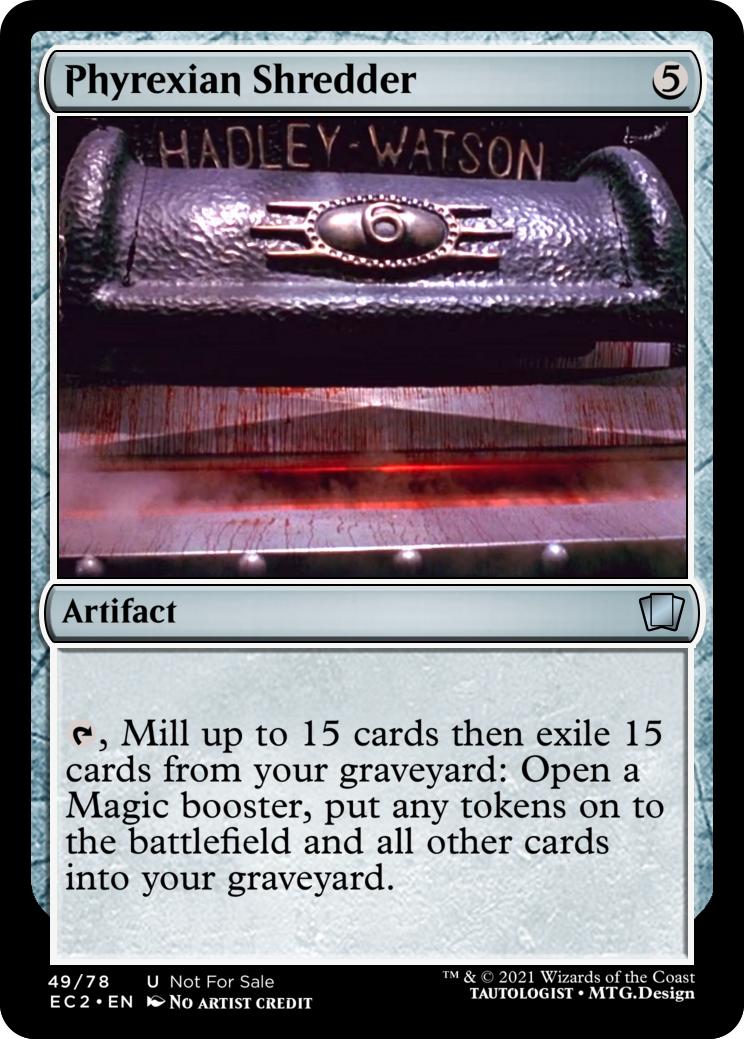 Phyrexian Shredder 5
HADLEY-WATSON
6
Artifact
, Mill up to 15 cards then exile 15
cards from your graveyard: Open a
Magic booster, put any tokens on to
the battlefield and all other cards
into your graveyard.
49/78 U Not For Sale
EC2 • EN No artist credit
™ & © 2021 Wizards of the Coast
TAUTOLOGIST • MTG.Design